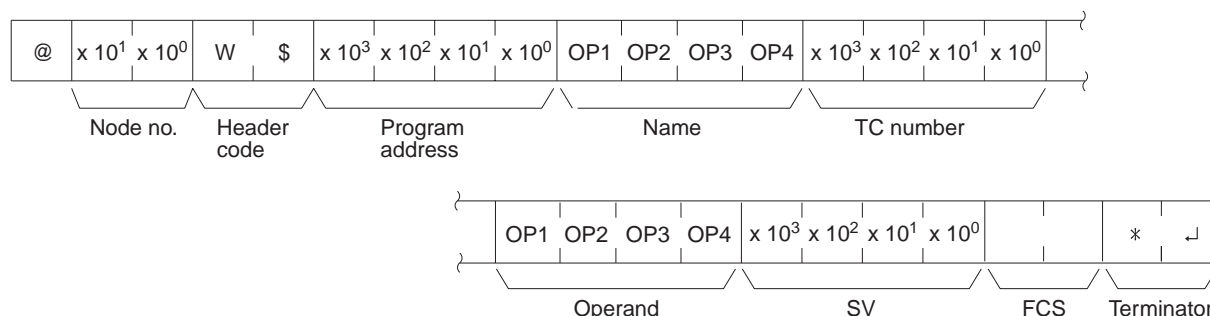 @ x 10¹ x 10⁰ W $ x 10³ x 10² x 10¹ x 10⁰ OP1 OP2 OP3 OP4 x 10³ x 10² x 10¹ x 10⁰
Node no. Header code Program address Name TC number
OP1 OP2 OP3 OP4 x 10³ x 10² x 10¹ x 10⁰ * ↵
Operand SV FCS Terminator